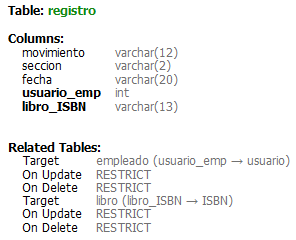 Table: registro
Columns:
movimiento varchar(12)
seccion varchar(2)
fecha varchar(20)
usuario_emp int
libro_ISBN varchar(13)
Related Tables:
Target empleado (usuario_emp → usuario)
On Update RESTRICT
On Delete RESTRICT
Target libro (libro_ISBN → ISBN)
On Update RESTRICT
On Delete RESTRICT